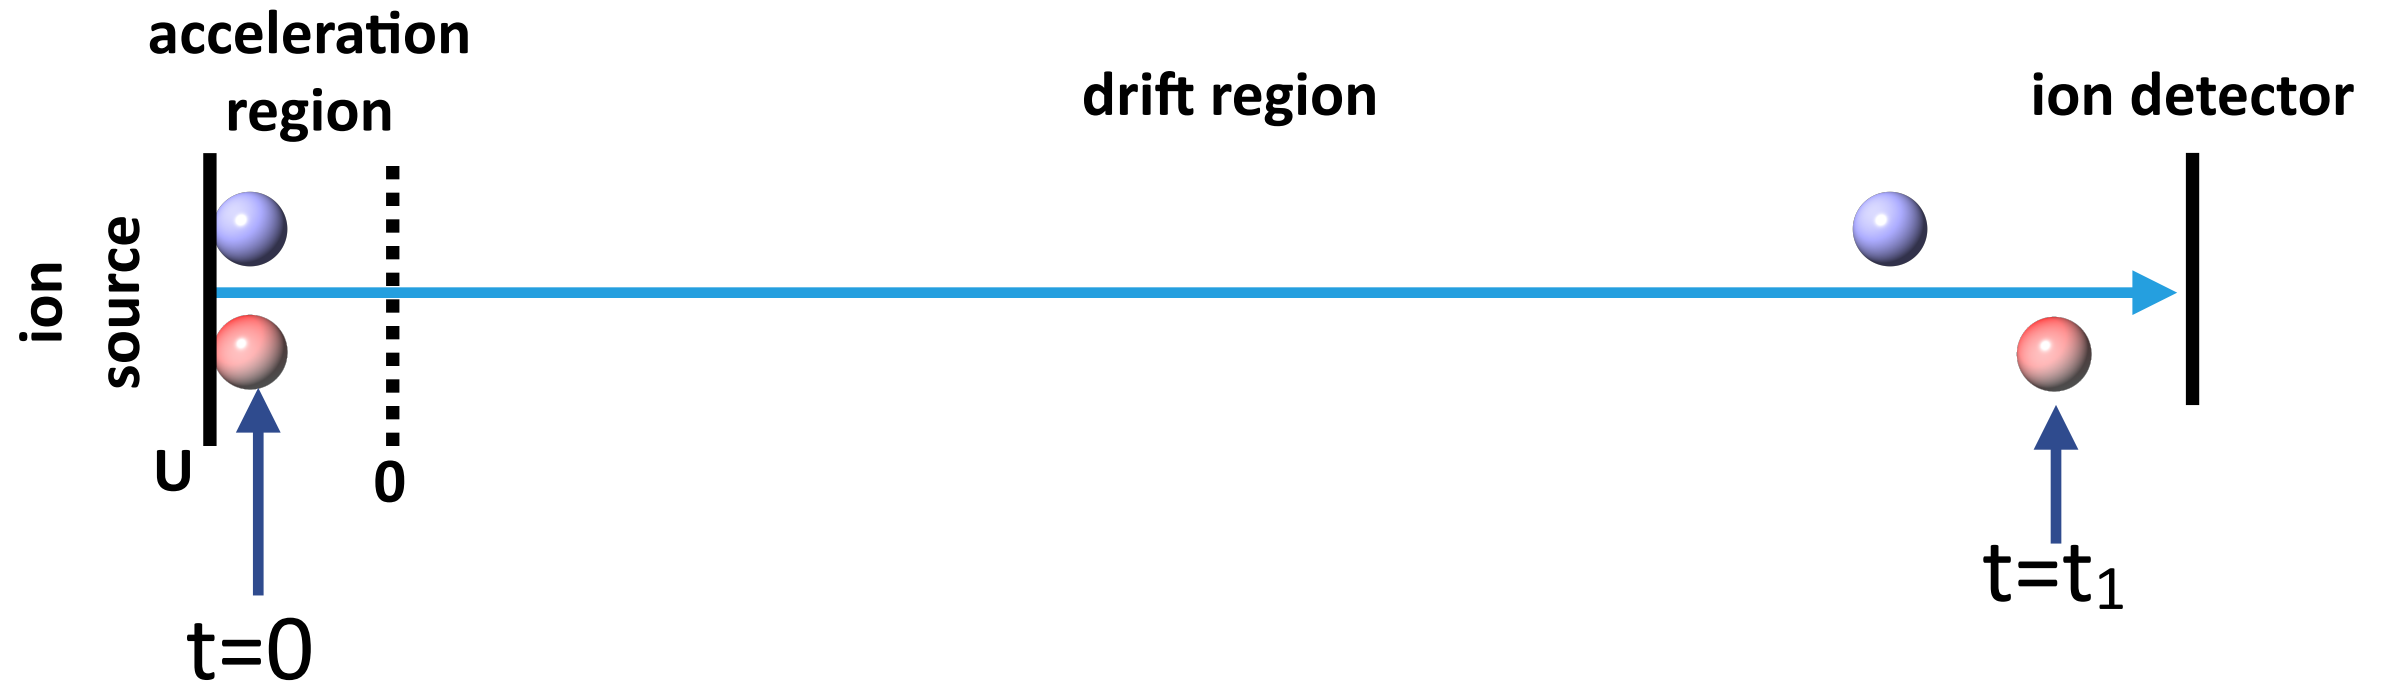 acceleration
region
drift region
ion detector
ion
source
U
0
t=0
t=t₁